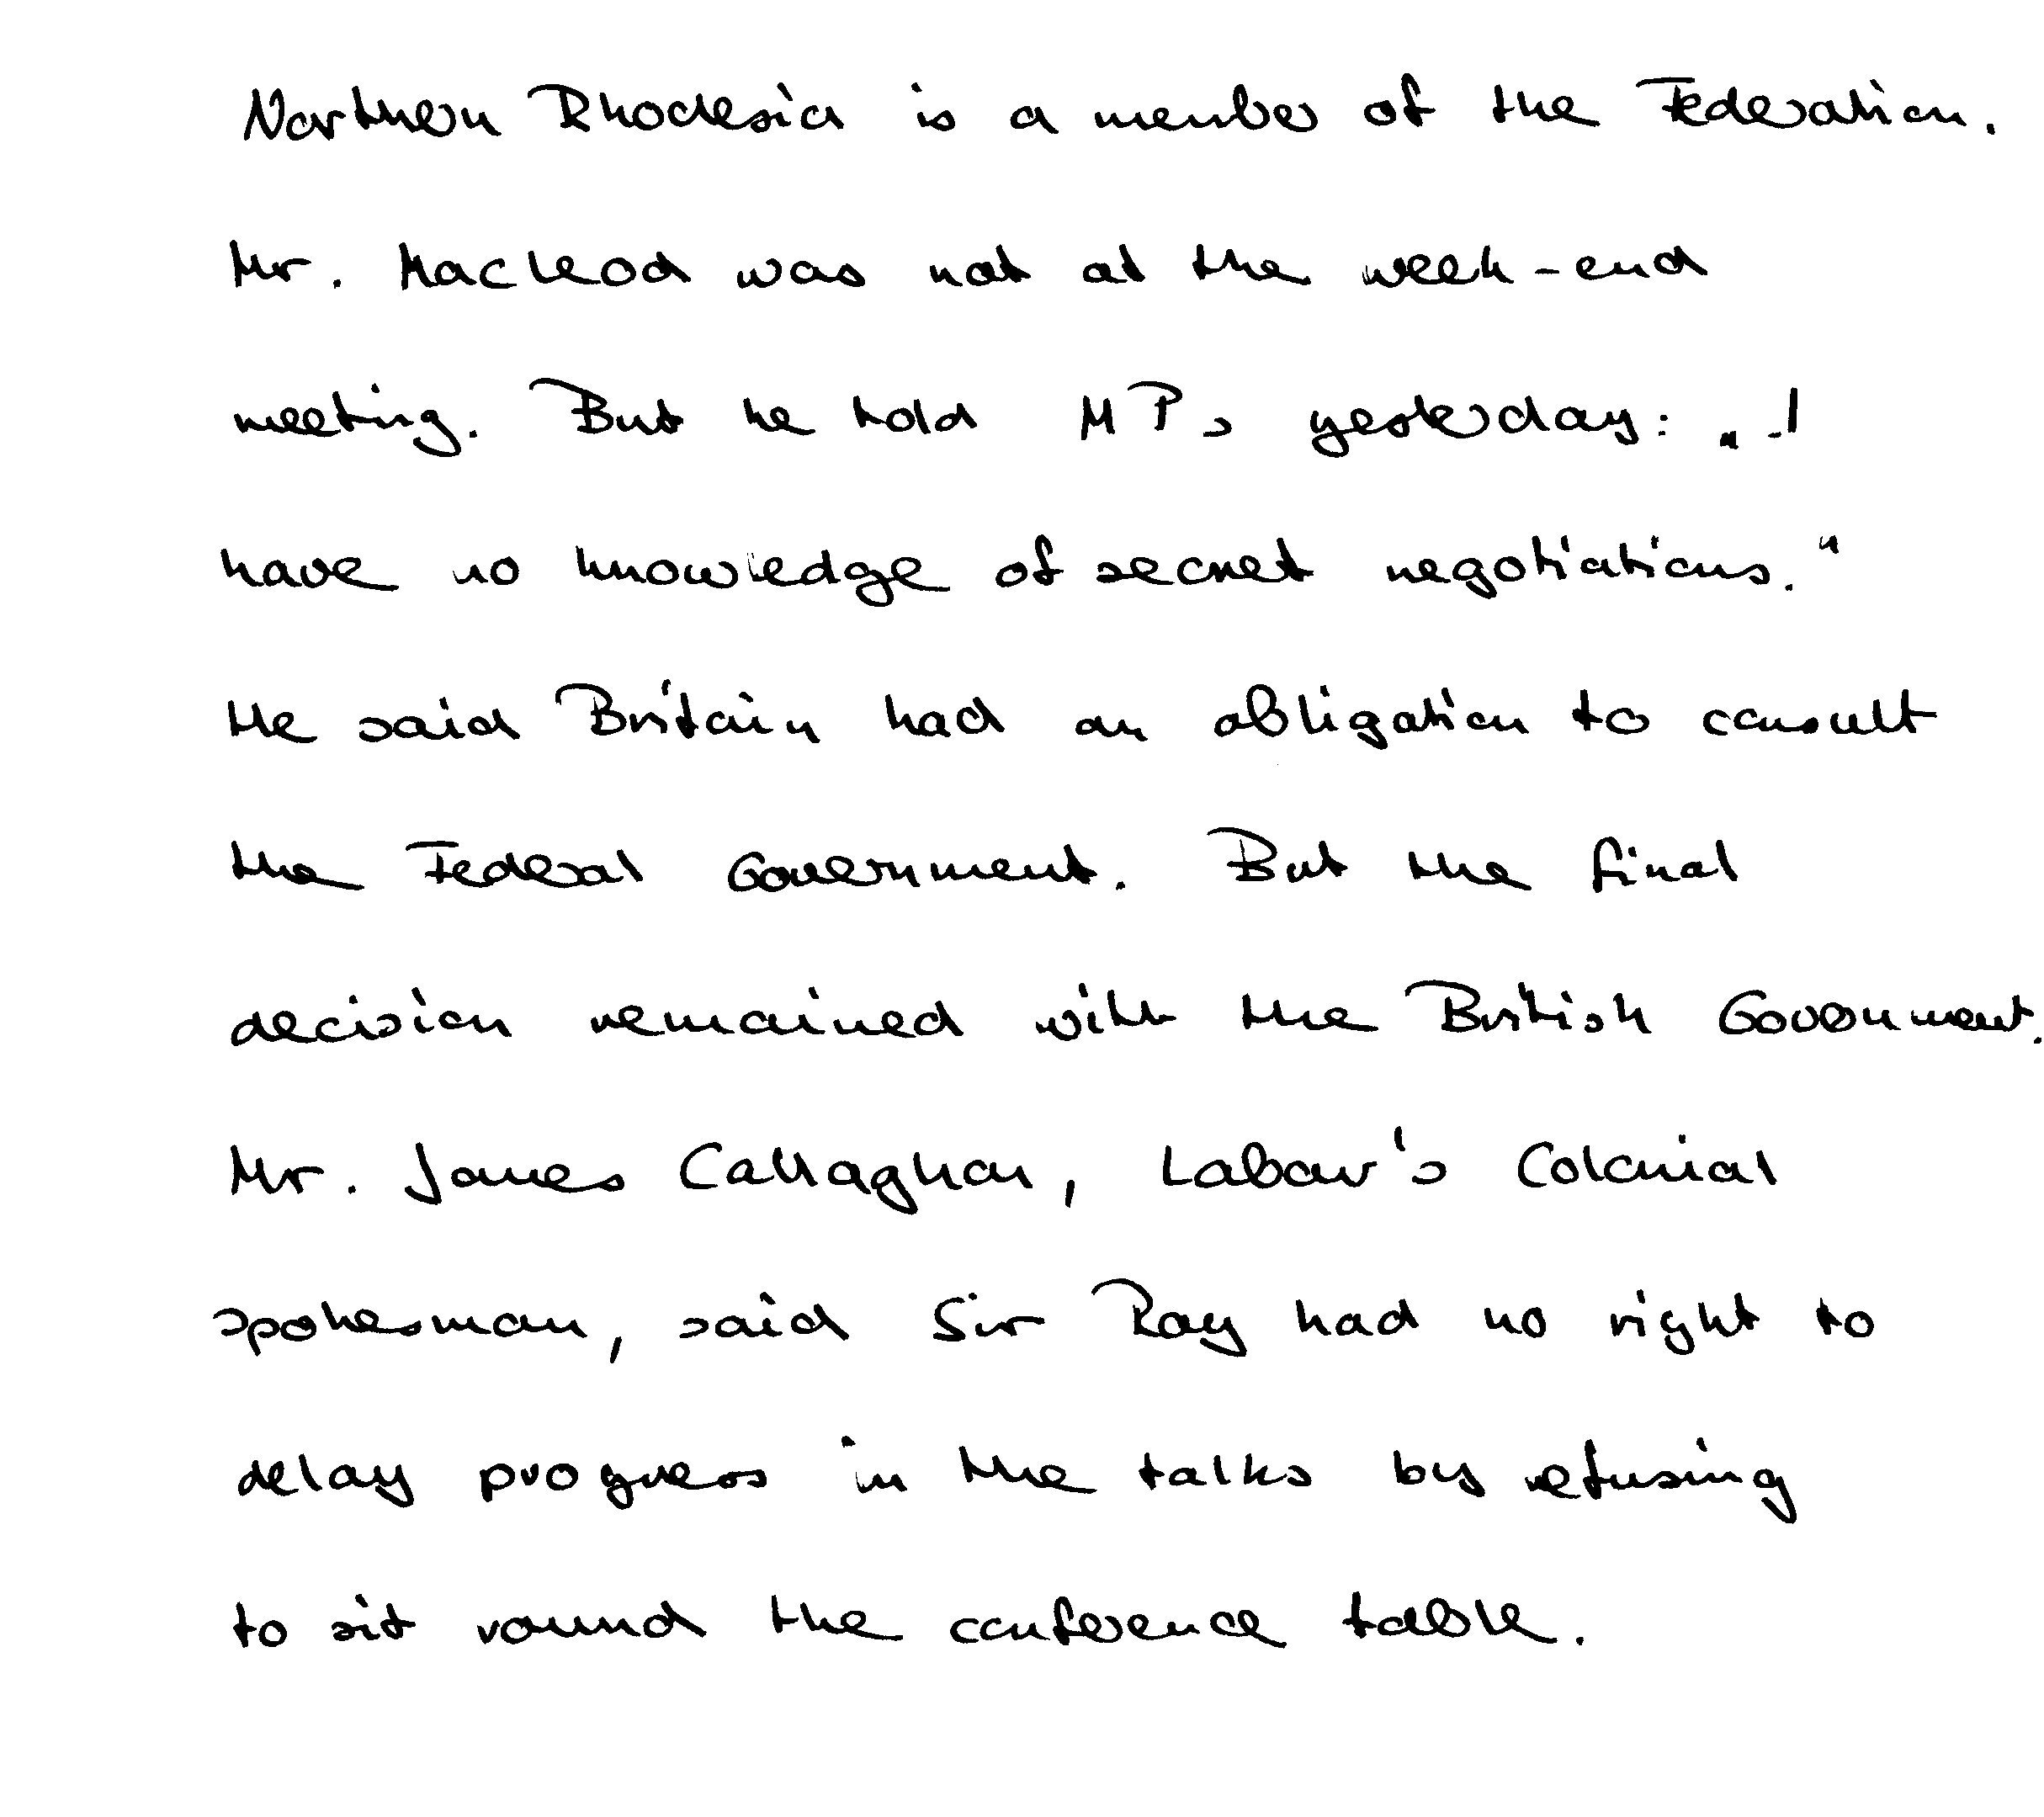 Northern Rhodesia is a member of the Federation.
Mr. Macleod was not at the week-end
meeting. But he told MPs yesterday: „I
have no knowledge of secret negotiations.“
He said Britain had an obligation to consult
the Federal Government. But the final
decision remained with the British Government.
Mr. James Callaghan, Labour's Colonial
spokesman, said Sir Roy had no right to
delay progress in the talks by refusing
to sit round the conference table.